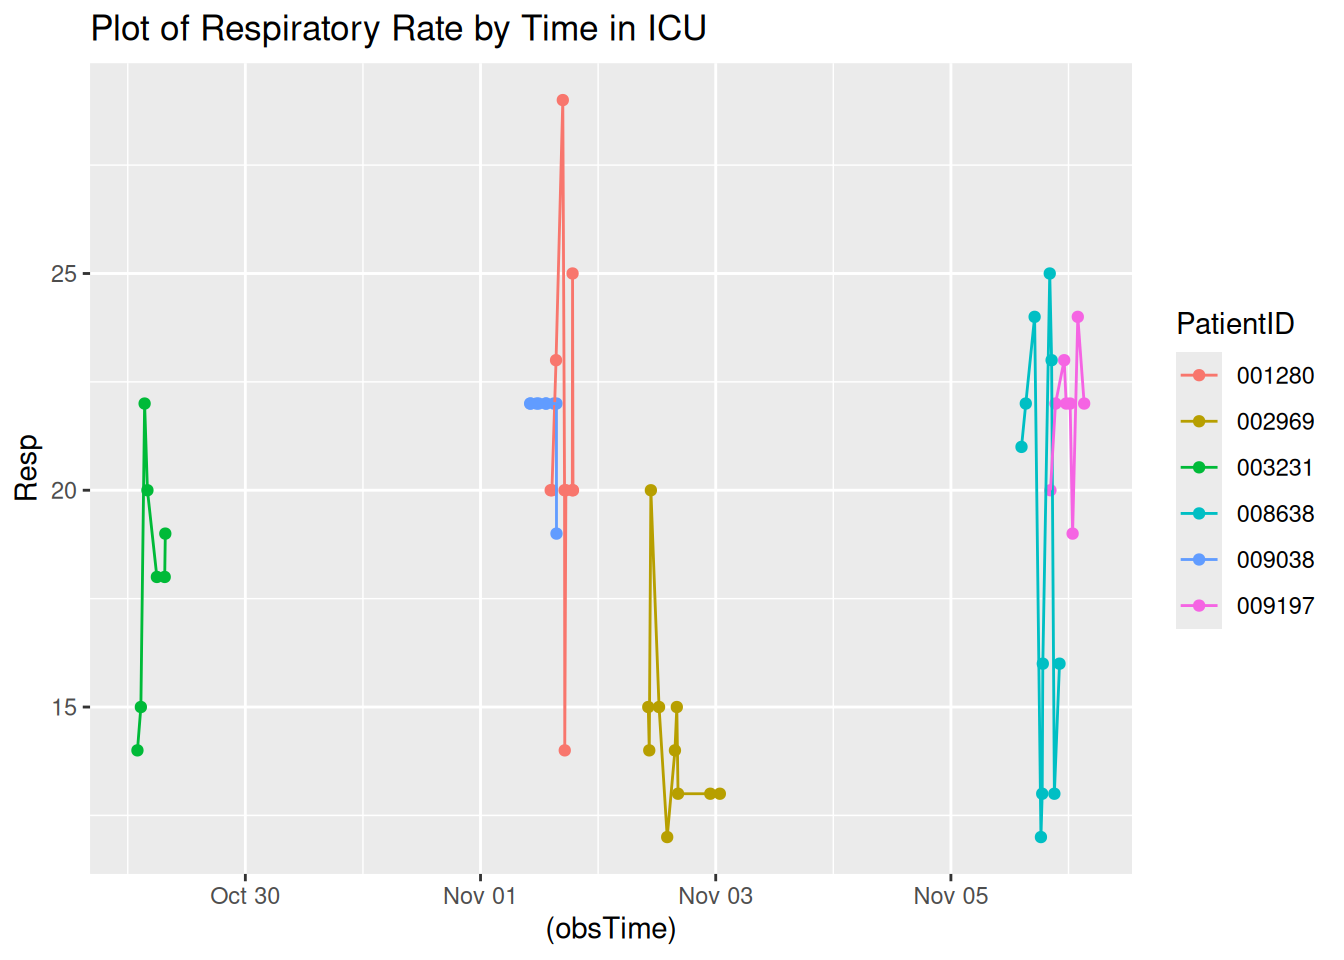 Plot of Respiratory Rate by Time in ICU
25
20
15
Resp
Oct 30
Nov 01
Nov 03
Nov 05
(obsTime)
PatientID
001280
002969
003231
008638
009038
009197